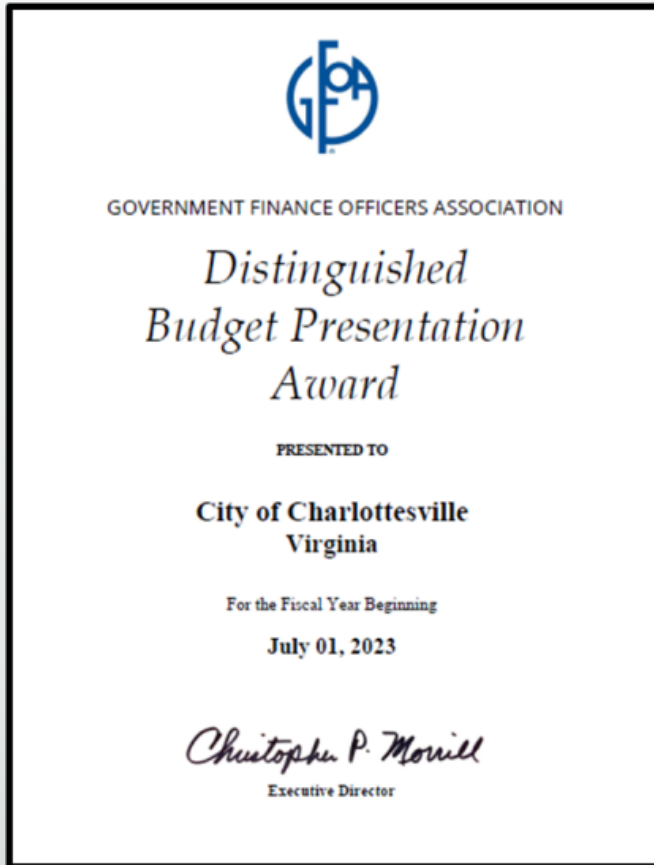 GFOA
GOVERNMENT FINANCE OFFICERS ASSOCIATION
Distinguished
Budget Presentation
Award
PRESENTED TO
City of Charlottesville
Virginia
For the Fiscal Year Beginning
July 01, 2023
Christopher P. Morrill
Executive Director